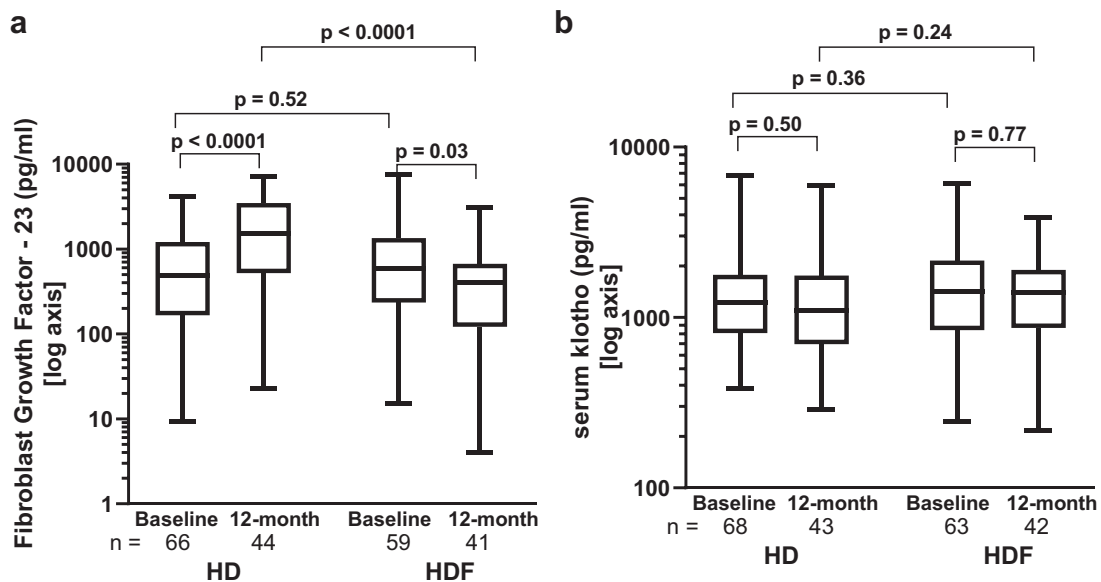 a
p < 0.0001
p = 0.52
p < 0.0001
p = 0.03
Fibroblast Growth Factor - 23 (pg/ml)
[log axis]
10000
1000
100
10
1
Baseline 12-month Baseline 12-month
n = 66 44 59 41
HD HDF
b
p = 0.24
p = 0.36
p = 0.50
p = 0.77
serum klotho (pg/ml)
[log axis]
10000
1000
100
Baseline 12-month Baseline 12-month
68 43 63 42
HD HDF